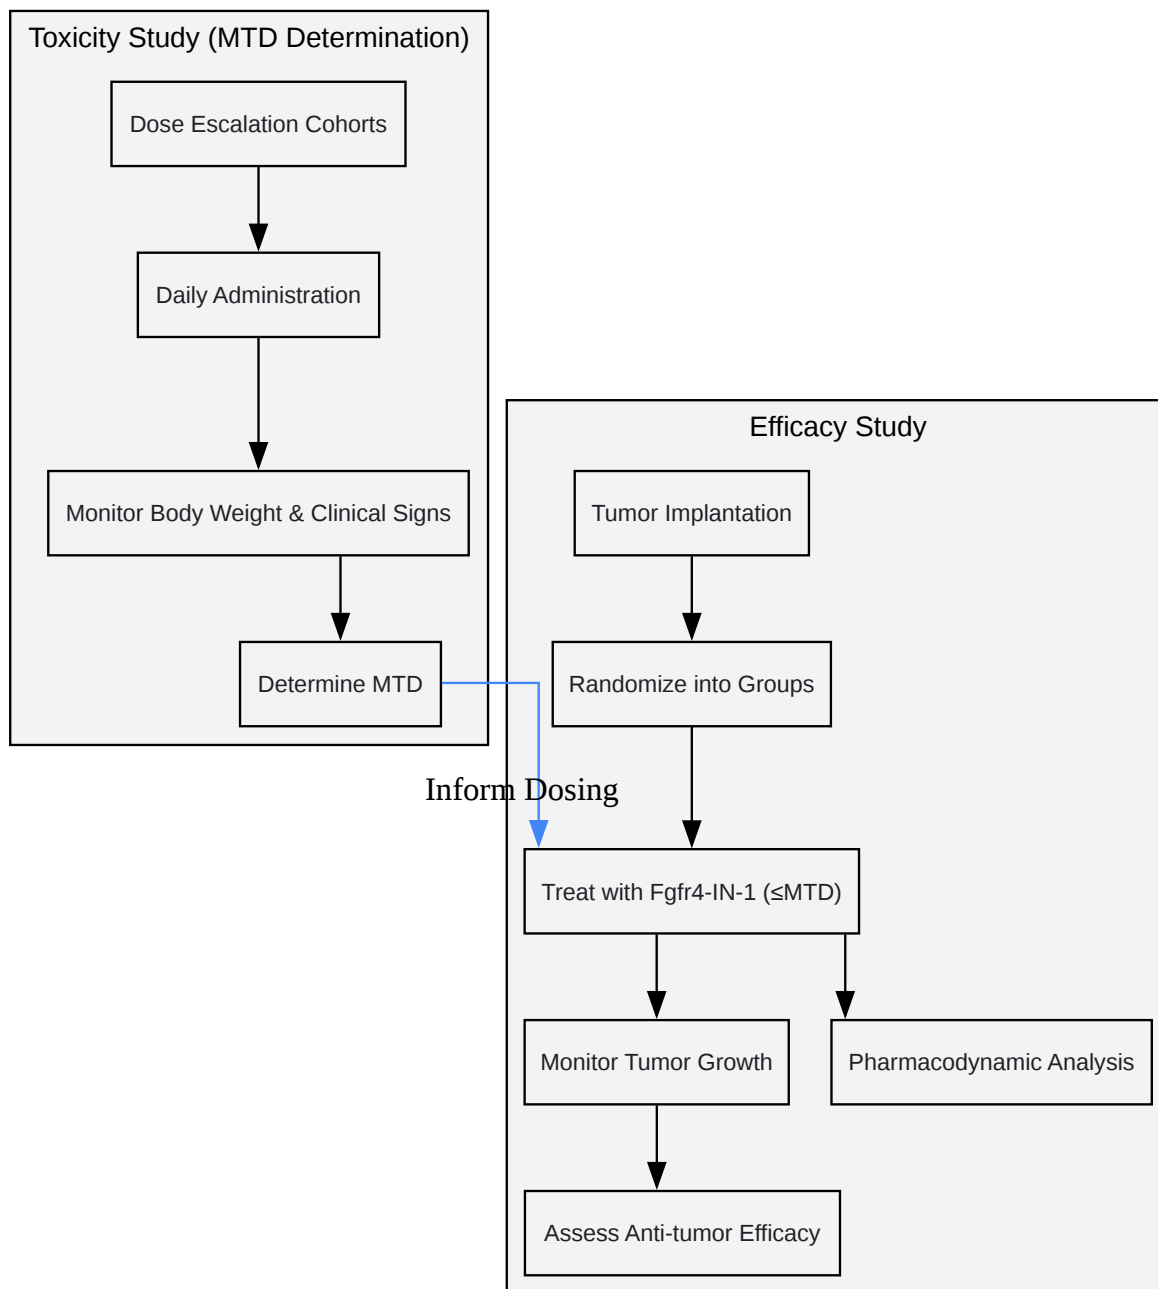 Toxicity Study (MTD Determination)
Dose Escalation Cohorts
Daily Administration
Monitor Body Weight & Clinical Signs
Determine MTD
Inform Dosing
Efficacy Study
Tumor Implantation
Randomize into Groups
Treat with Fgfr4-IN-1 (≤MTD)
Monitor Tumor Growth
Pharmacodynamic Analysis
Assess Anti-tumor Efficacy